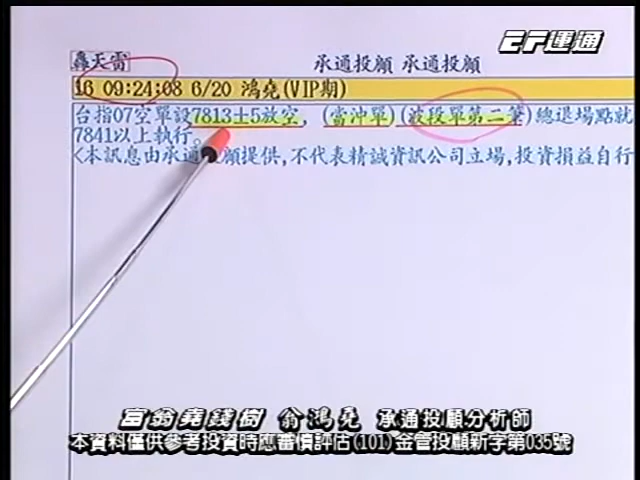 EF運通
轟天雷 承通投顧 承通投顧
16 09:24:08 6/20 鴻堯(VIP期)
台指07空單設7813±5放空,(當沖單)(波段單第二筆)總退場點就
7841以上執行。
<本訊息由承通投顧提供,不代表精誠資訊公司立場,投資損益自行
富翁堯錢樹 翁鴻堯 承通投顧分析師
本資料僅供參考投資時應審慎評估(101)金管投顧新字第035號